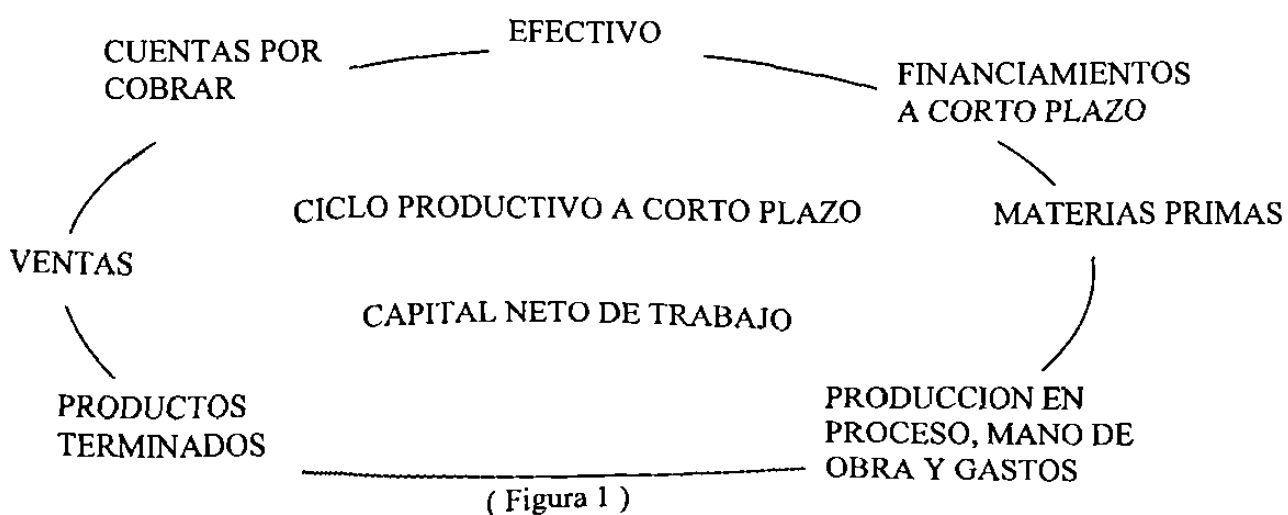 EFECTIVO
CUENTAS POR
COBRAR
FINANCIAMIENTOS
A CORTO PLAZO
CICLO PRODUCTIVO A CORTO PLAZO
MATERIAS PRIMAS
VENTAS
CAPITAL NETO DE TRABAJO
PRODUCTOS
TERMINADOS
PRODUCCION EN
PROCESO, MANO DE
OBRA Y GASTOS
( Figura 1 )